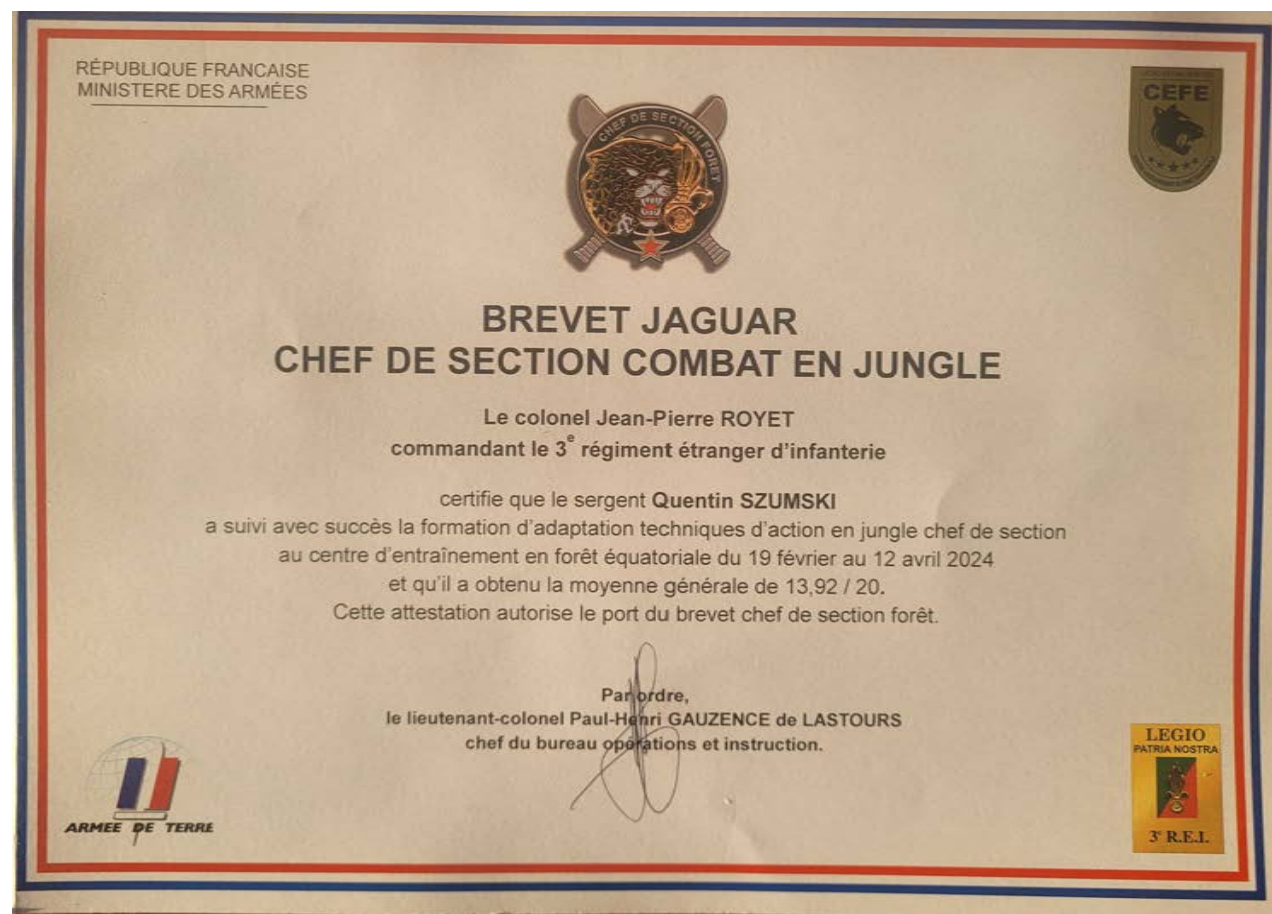 RÉPUBLIQUE FRANCAISE
MINISTERE DES ARMÉES
CEFE
CHEF DE SECTION FORET
BREVET JAGUAR
CHEF DE SECTION COMBAT EN JUNGLE
Le colonel Jean-Pierre ROYET
commandant le 3e régiment étranger d'infanterie
certifie que le sergent Quentin SZUMSKI
a suivi avec succès la formation d'adaptation techniques d'action en jungle chef de section
au centre d'entraînement en forêt équatoriale du 19 février au 12 avril 2024
et qu'il a obtenu la moyenne générale de 13,92 / 20.
Cette attestation autorise le port du brevet chef de section forêt.
Par ordre,
le lieutenant-colonel Paul-Henri GAUZENCE de LASTOURS
chef du bureau opérations et instruction.
ARMEE DE TERRE
LEGIO
PATRIA NOSTRA
3e R.E.I.